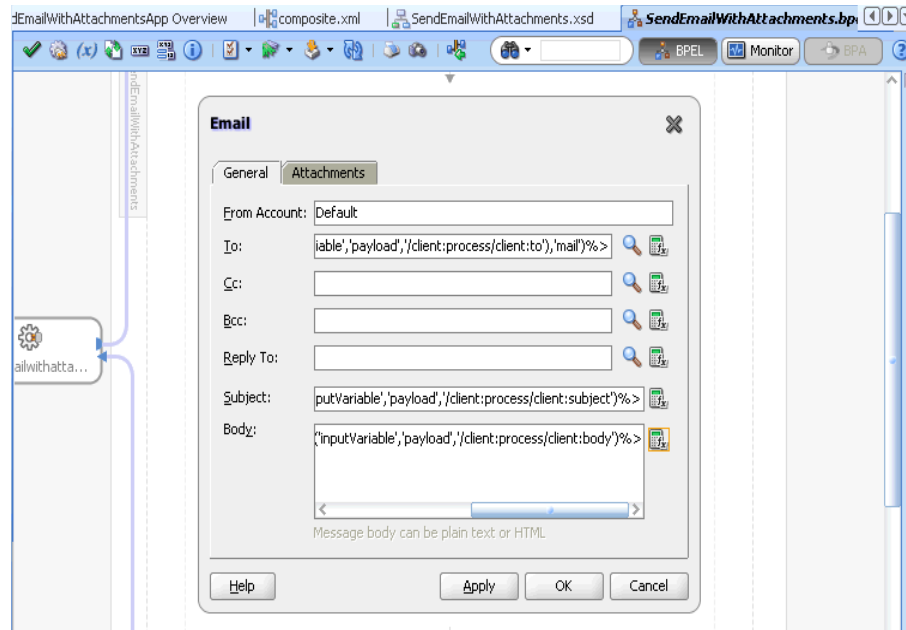 dEmailWithAttachmentsApp Overview
composite.xml
SendEmailWithAttachments.xsd
SendEmailWithAttachments.bp
BPEL
Monitor
BPA
ndEmailWithAttachments
Email
General
Attachments
From Account: Default
To: iable','payload','/client:process/client:to'),'mail')%>
Cc:
Bcc:
Reply To:
Subject: putVariable','payload','/client:process/client:subject')%>
Body: ('inputVariable','payload','/client:process/client:body')%>
Message body can be plain text or HTML
ailwithatta...
Help
Apply
OK
Cancel